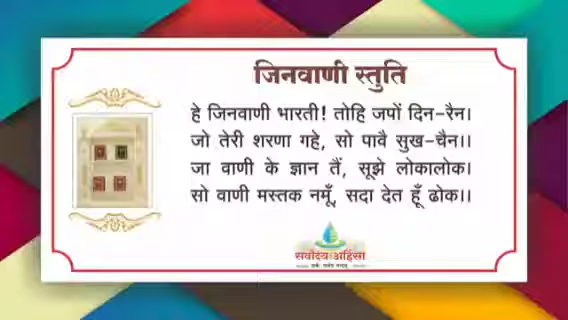 जिनवाणी स्तुति
हे जिनवाणी भारती! तोहि जपों दिन-रैन।
जो तेरी शरणा गहे, सो पावै सुख-चैन।।
जा वाणी के ज्ञान तैं, सूझे लोकालोक।
सो वाणी मस्तक नमूँ, सदा देत हूँ ढोक।।
सर्वोदय अहिंसा